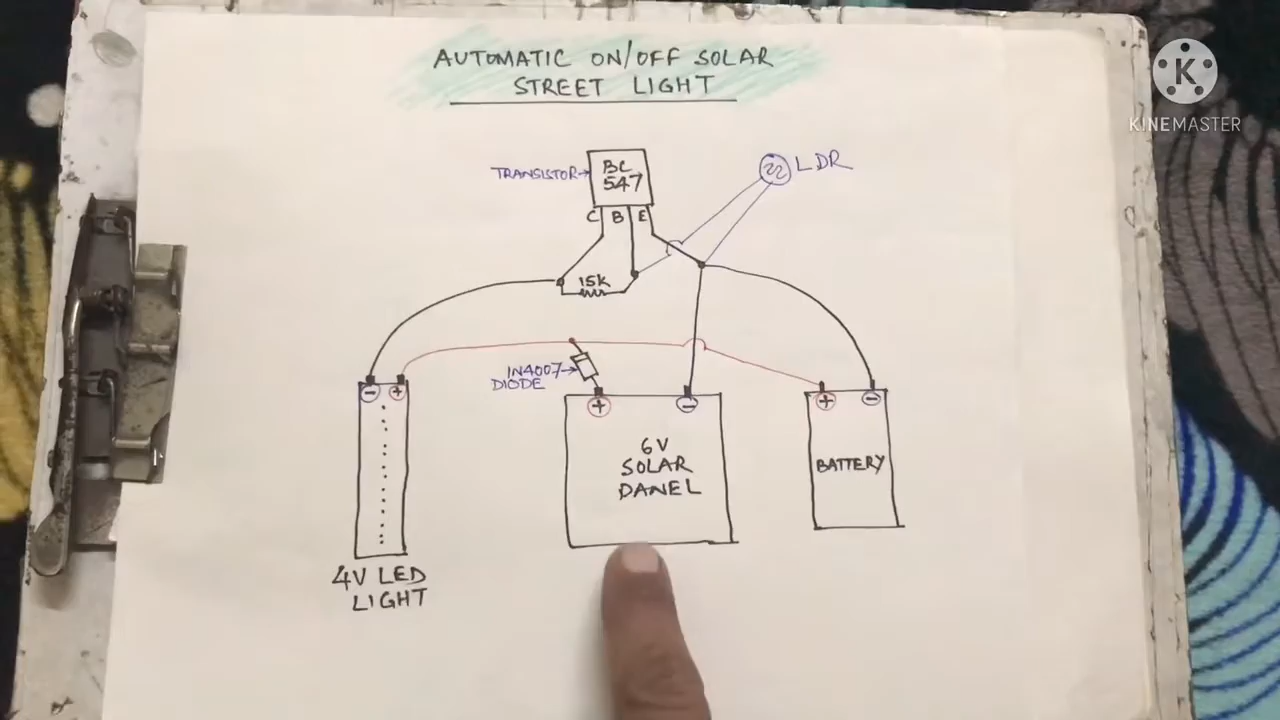 AUTOMATIC ON/OFF SOLAR
STREET LIGHT
K
KINEMASTER
TRANSISTOR
BC
547
LDR
C B E
15K
IN4007
DIODE
- +
+ -
+ -
6V
SOLAR
DANEL
BATTERY
4V LED
LIGHT